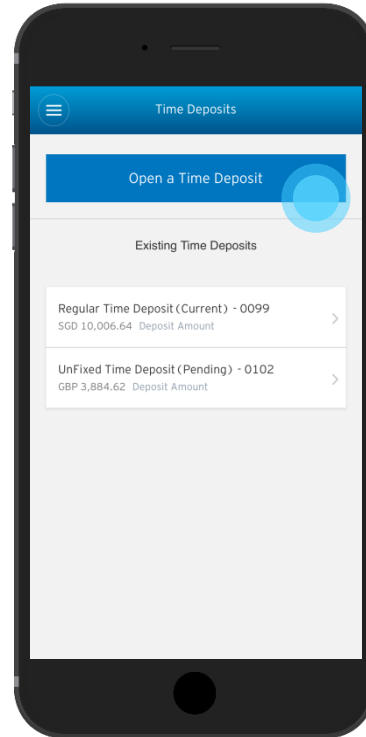 Time Deposits
Open a Time Deposit
Existing Time Deposits
Regular Time Deposit (Current) - 0099
SGD 10,006.64 Deposit Amount
UnFixed Time Deposit (Pending) - 0102
GBP 3,884.62 Deposit Amount